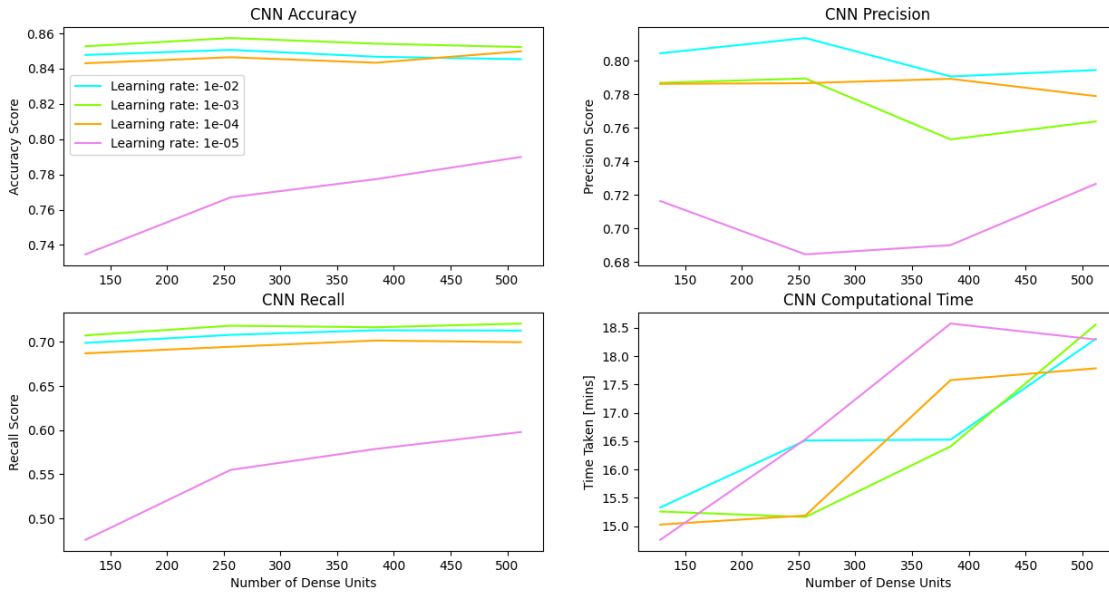 CNN Accuracy
Accuracy Score
0.86
0.84
0.82
0.80
0.78
0.76
0.74
Learning rate: 1e-02
Learning rate: 1e-03
Learning rate: 1e-04
Learning rate: 1e-05
150 200 250 300 350 400 450 500
CNN Precision
Precision Score
0.80
0.78
0.76
0.74
0.72
0.70
0.68
150 200 250 300 350 400 450 500
CNN Recall
Recall Score
0.70
0.65
0.60
0.55
0.50
150 200 250 300 350 400 450 500
Number of Dense Units
CNN Computational Time
Time Taken [mins]
18.5
18.0
17.5
17.0
16.5
16.0
15.5
15.0
150 200 250 300 350 400 450 500
Number of Dense Units